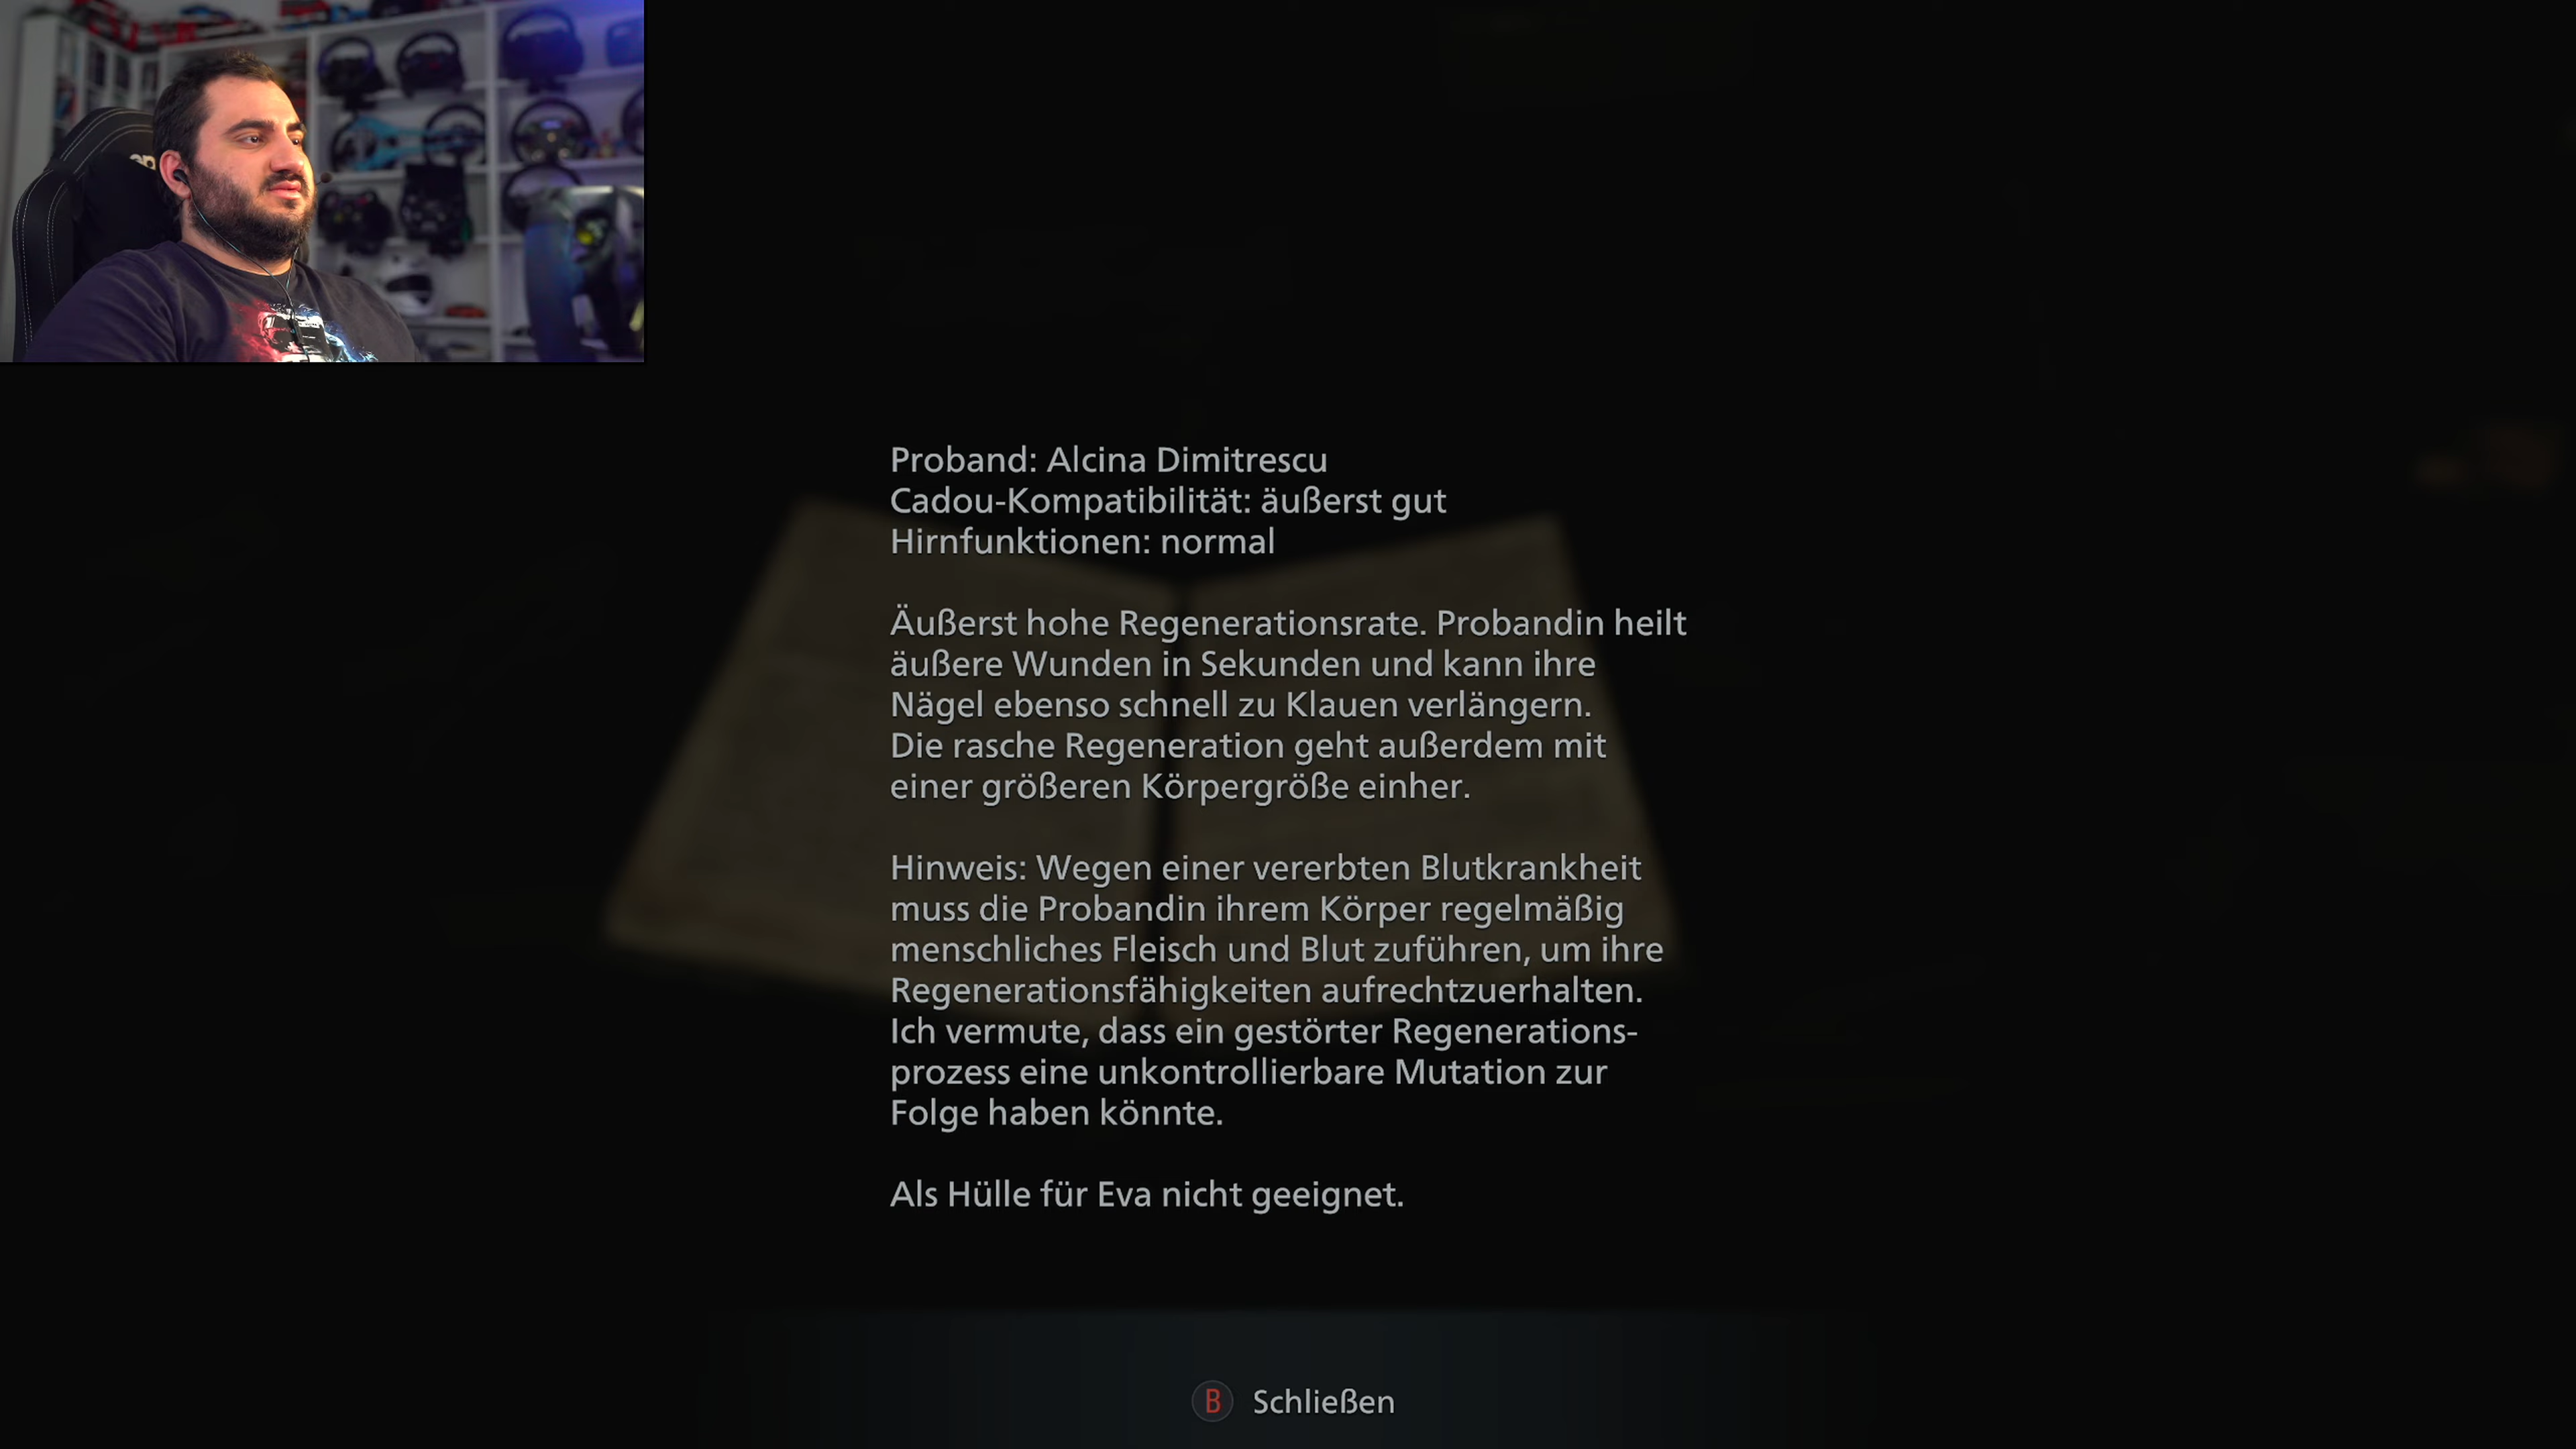 Proband: Alcina Dimitrescu
Cadou-Kompatibilität: äußerst gut
Hirnfunktionen: normal
Äußerst hohe Regenerationsrate. Probandin heilt
äußere Wunden in Sekunden und kann ihre
Nägel ebenso schnell zu Klauen verlängern.
Die rasche Regeneration geht außerdem mit
einer größeren Körpergröße einher.
Hinweis: Wegen einer vererbten Blutkrankheit
muss die Probandin ihrem Körper regelmäßig
menschliches Fleisch und Blut zuführen, um ihre
Regenerationsfähigkeiten aufrechtzuerhalten.
Ich vermute, dass ein gestörter Regenerations-
prozess eine unkontrollierbare Mutation zur
Folge haben könnte.
Als Hülle für Eva nicht geeignet.
B Schließen